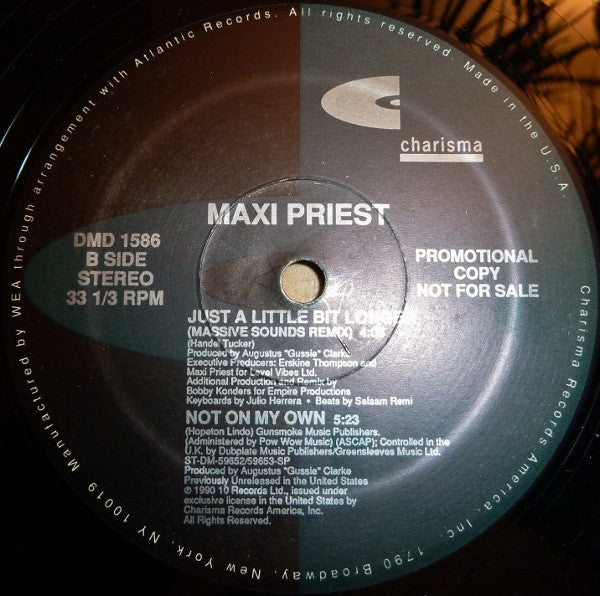 Manufactured by WEA through arrangement with Atlantic Records. All rights reserved. Made in the U.S.A.
charisma
MAXI PRIEST
DMD 1586
B SIDE
STEREO
33 1/3 RPM
PROMOTIONAL
COPY
NOT FOR SALE
JUST A LITTLE BIT LONGER
(MASSIVE SOUNDS REMIX)
(Handel Tucker)
Produced by Augustus "Gussie" Clarke
Executive Producers: Erskine Thompson and
Maxi Priest for Level Vibes Ltd.
Additional Production and Remix by
Bobby Konders for Empire Productions
Keyboards by Julio Herrera • Beats by Salaam Remi
NOT ON MY OWN 5:23
(Hopeton Lindo) Gunsmoke Music Publishers.
(Administered by Pow Wow Music) (ASCAP); Controlled in the
U.K. by Dubplate Music Publishers/Greensleeves Music Ltd.
ST-DM-59652/59653-SP
Produced by Augustus "Gussie" Clarke
Previously Unreleased in the United States
℗ 1990 10 Records Ltd., issued under
exclusive license in the United States by
Charisma Records America, Inc.
All Rights Reserved.
Charisma Records America, Inc. 1790 Broadway, New York, NY 10019